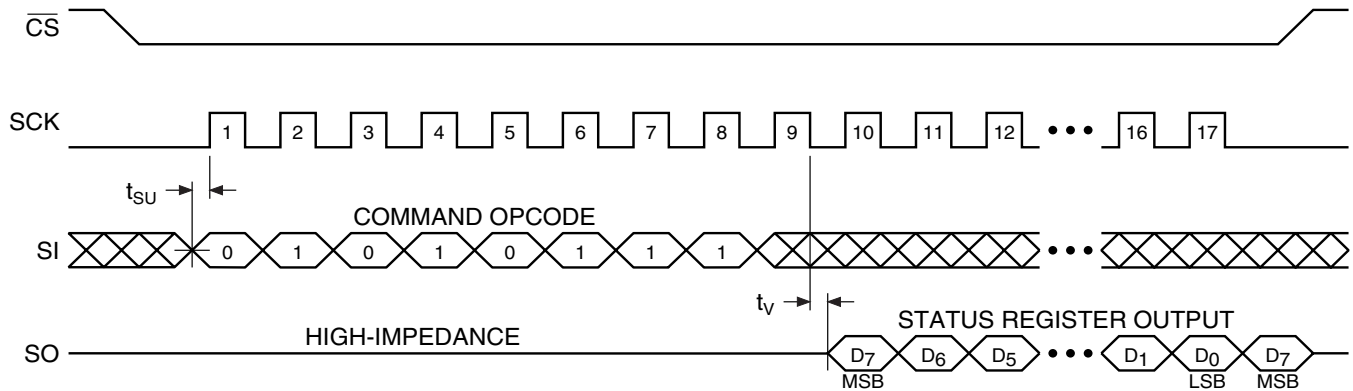 CS
SCK 1 2 3 4 5 6 7 8 9 10 11 12 ••• 16 17
tSU
COMMAND OPCODE
SI 0 1 0 1 0 1 1 1 •••
tV
HIGH-IMPEDANCE STATUS REGISTER OUTPUT
SO D7 D6 D5 ••• D1 D0 D7
MSB LSB MSB